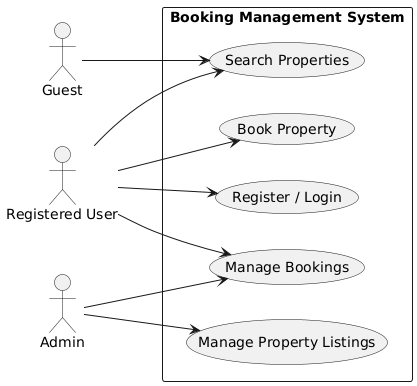 Booking Management System
Search Properties
Guest
Book Property
Register / Login
Registered User
Manage Bookings
Admin
Manage Property Listings